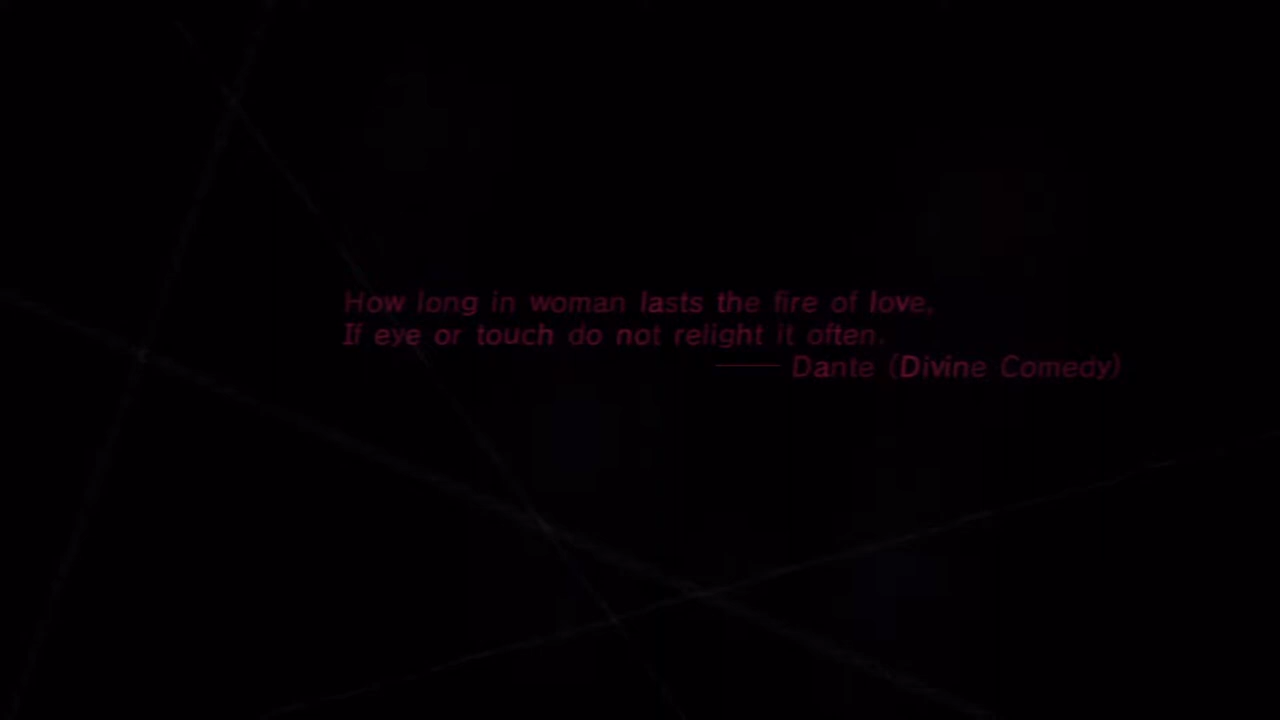 How long in woman lasts the fire of love,
If eye or touch do not relight it often.
—— Dante (Divine Comedy)